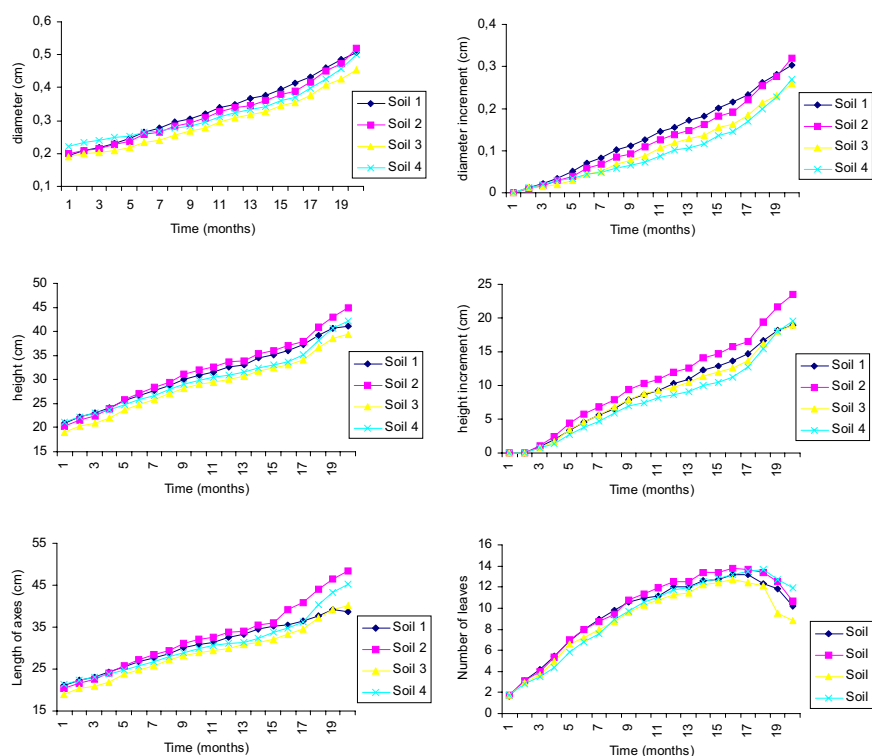 0,6
0,5
0,4
0,3
0,2
0,1
diameter (cm)
1 3 5 7 9 11 13 15 17 19
Time (months)
Soil 1
Soil 2
Soil 3
Soil 4
0,4
0,3
0,2
0,1
0
diameter increment (cm)
1 3 5 7 9 11 13 15 17 19
Time (months)
Soil 1
Soil 2
Soil 3
Soil 4
50
45
40
35
30
25
20
15
height (cm)
1 3 5 7 9 11 13 15 17 19
Time (months)
Soil 1
Soil 2
Soil 3
Soil 4
25
20
15
10
5
0
height increment (cm)
1 3 5 7 9 11 13 15 17 19
Time (months)
Soil 1
Soil 2
Soil 3
Soil 4
55
45
35
25
15
Length of axes (cm)
1 3 5 7 9 11 13 15 17 19
Time (months)
Soil 1
Soil 2
Soil 3
Soil 4
16
14
12
10
8
6
4
2
0
Number of leaves
1 3 5 7 9 11 13 15 17 19
Time (months)
Soil
Soil
Soil
Soil